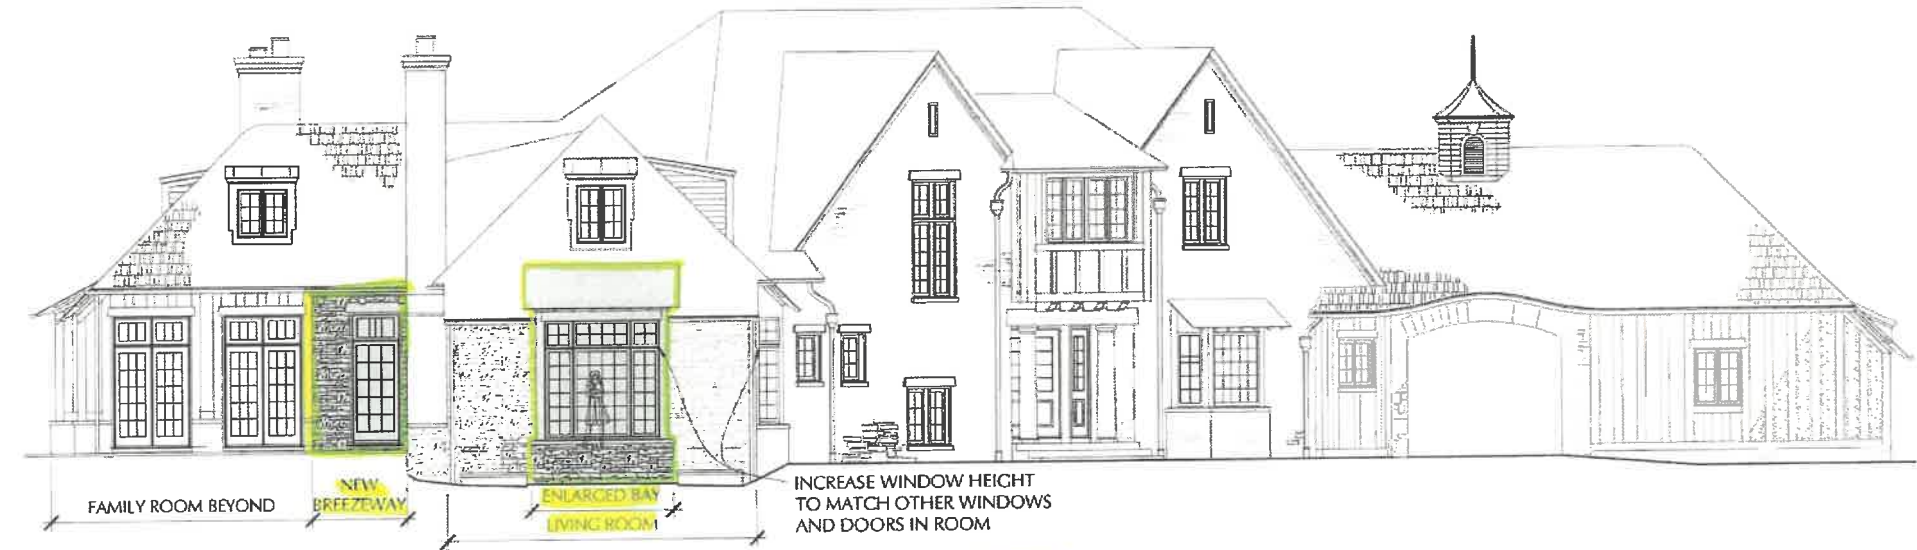 FAMILY ROOM BEYOND
NEW
BREEZEWAY
ENLARGED BAY
LIVING ROOM
INCREASE WINDOW HEIGHT
TO MATCH OTHER WINDOWS
AND DOORS IN ROOM